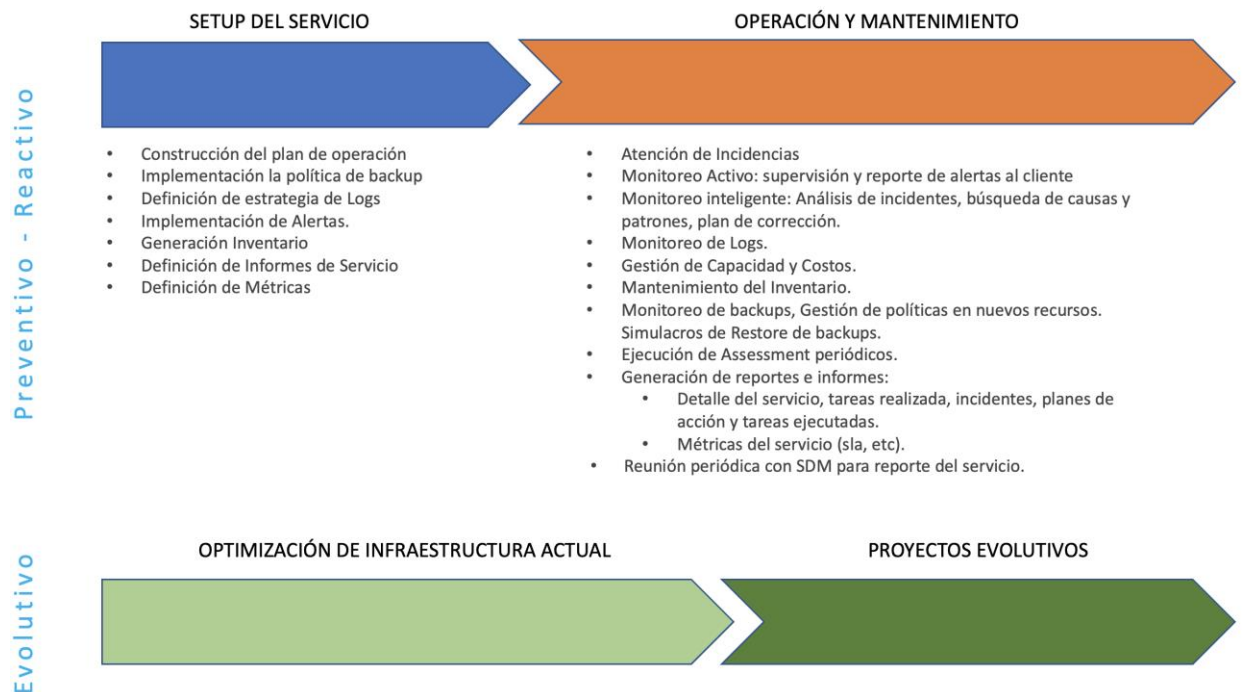 SETUP DEL SERVICIO
OPERACIÓN Y MANTENIMIENTO
Preventivo - Reactivo
• Construcción del plan de operación
• Implementación la política de backup
• Definición de estrategia de Logs
• Implementación de Alertas.
• Generación Inventario
• Definición de Informes de Servicio
• Definición de Métricas
• Atención de Incidencias
• Monitoreo Activo: supervisión y reporte de alertas al cliente
• Monitoreo inteligente: Análisis de incidentes, búsqueda de causas y
patrones, plan de corrección.
• Monitoreo de Logs.
• Gestión de Capacidad y Costos.
• Mantenimiento del Inventario.
• Monitoreo de backups, Gestión de políticas en nuevos recursos.
Simulacros de Restore de backups.
• Ejecución de Assessment periódicos.
• Generación de reportes e informes:
• Detalle del servicio, tareas realizada, incidentes, planes de
acción y tareas ejecutadas.
• Métricas del servicio (sla, etc).
• Reunión periódica con SDM para reporte del servicio.
Evolutivo
OPTIMIZACIÓN DE INFRAESTRUCTURA ACTUAL
PROYECTOS EVOLUTIVOS